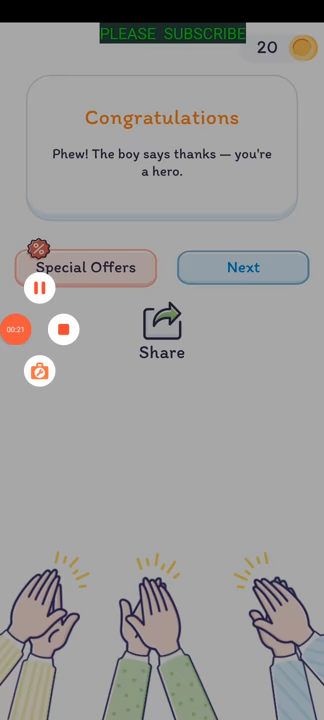 PLEASE SUBSCRIBE
20
Congratulations
Phew! The boy says thanks — you're
a hero.
%
Special Offers
Next
00:21
Share